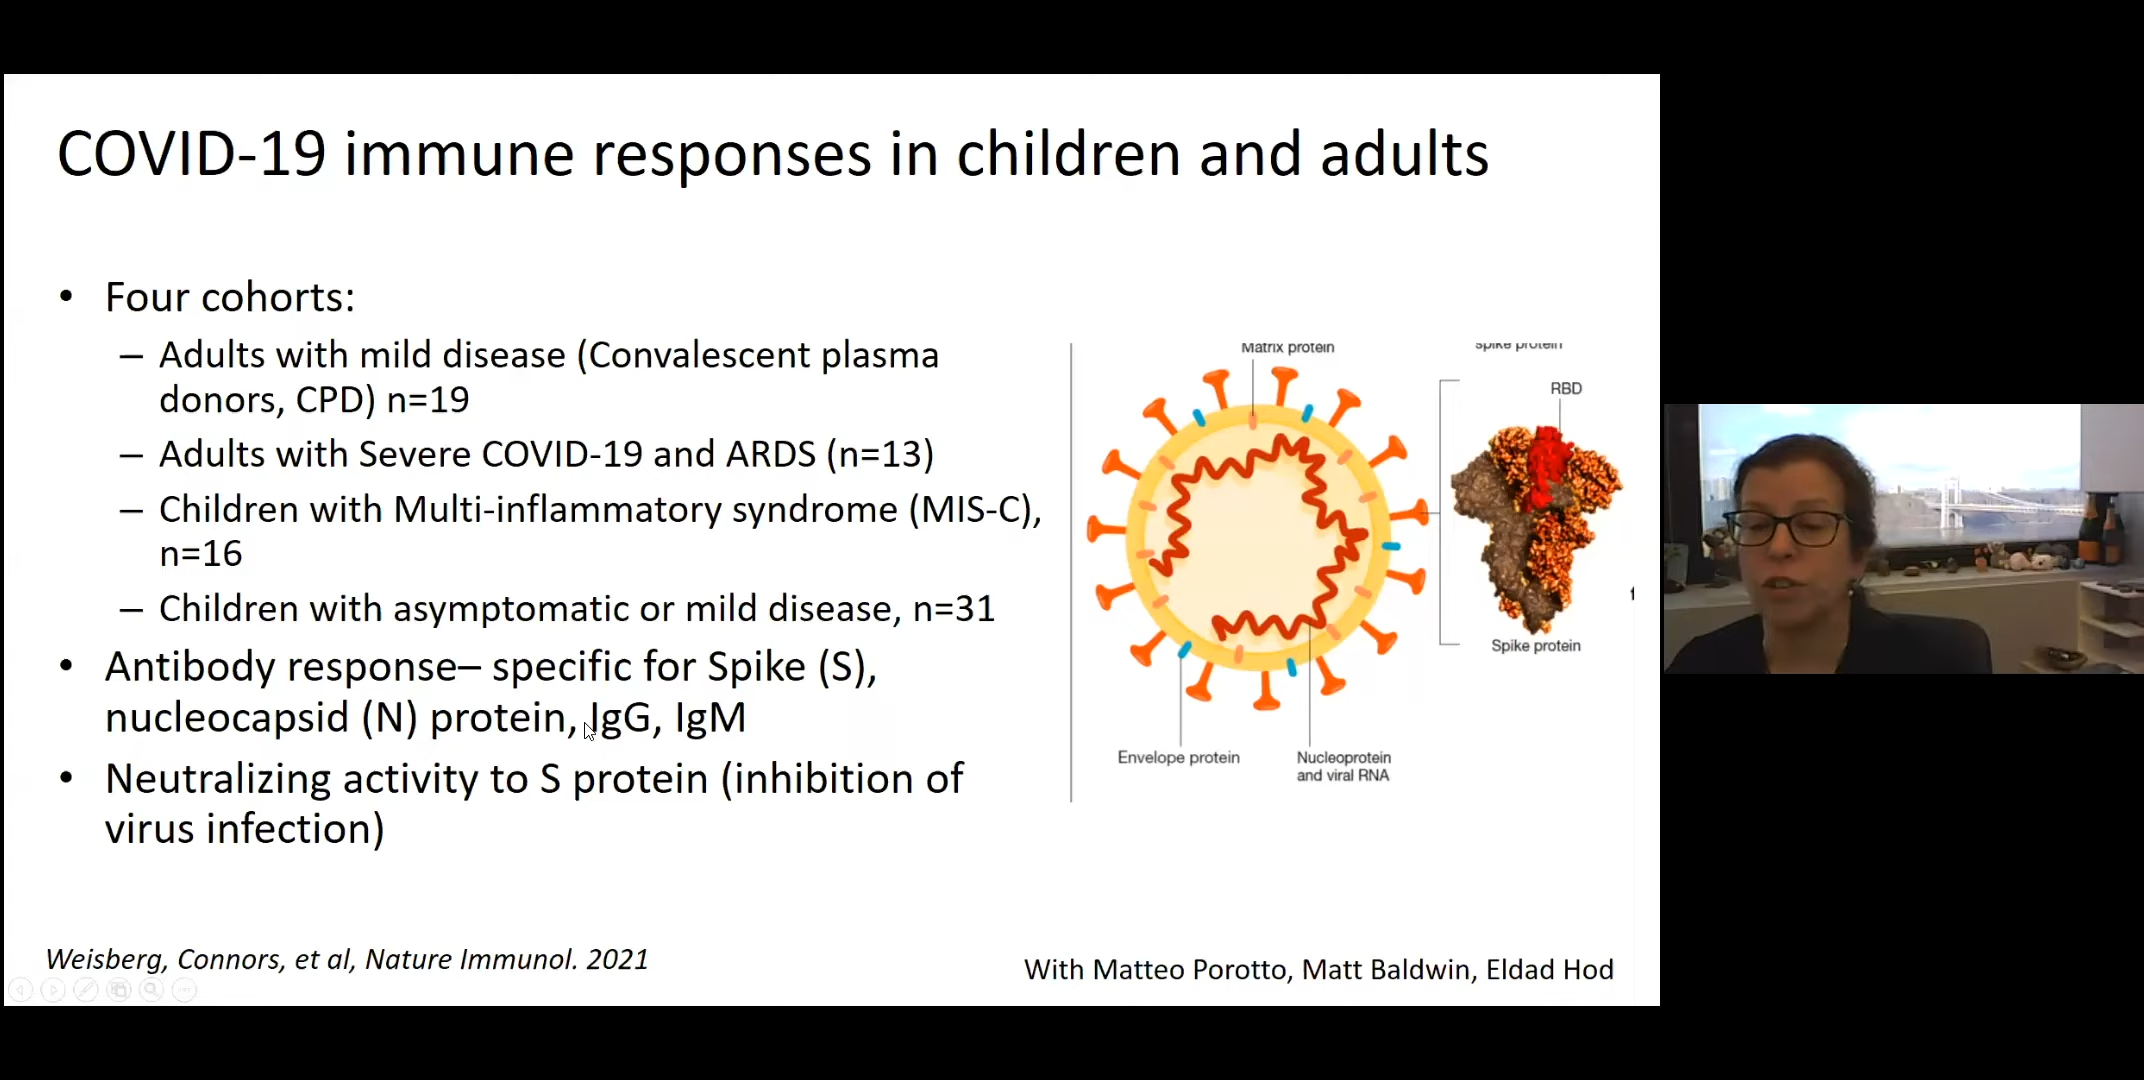 COVID-19 immune responses in children and adults
• Four cohorts:
– Adults with mild disease (Convalescent plasma
donors, CPD) n=19
– Adults with Severe COVID-19 and ARDS (n=13)
– Children with Multi-inflammatory syndrome (MIS-C),
n=16
– Children with asymptomatic or mild disease, n=31
• Antibody response– specific for Spike (S),
nucleocapsid (N) protein, IgG, IgM
• Neutralizing activity to S protein (inhibition of
virus infection)
Matrix protein
spike protein
RBD
Spike protein
Envelope protein
Nucleoprotein
and viral RNA
Weisberg, Connors, et al, Nature Immunol. 2021
With Matteo Porotto, Matt Baldwin, Eldad Hod